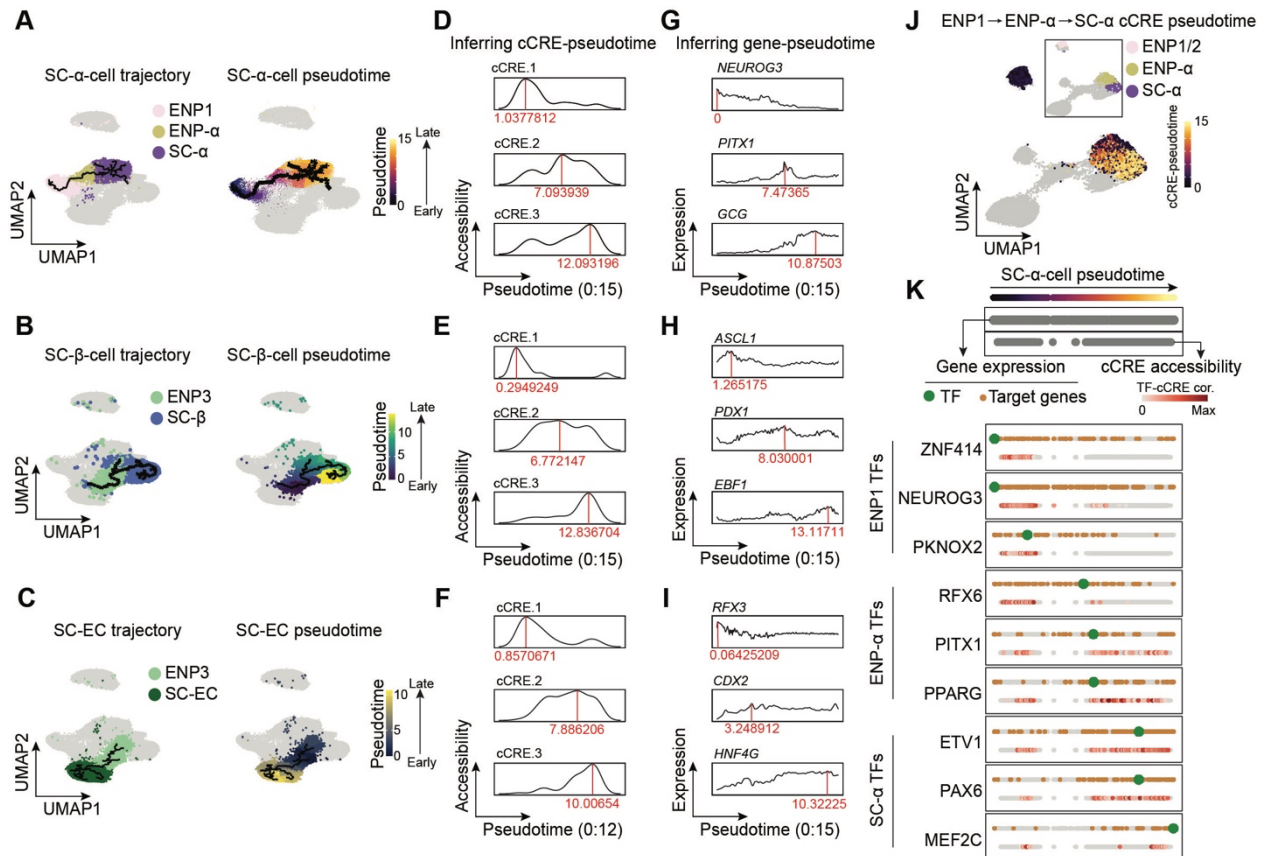 A
SC-α-cell trajectory
SC-α-cell pseudotime
ENP1
ENP-α
SC-α
Pseudotime
15
0
Late
Early
UMAP2
UMAP1
B
SC-β-cell trajectory
SC-β-cell pseudotime
ENP3
SC-β
Pseudotime
10
5
0
Late
Early
UMAP2
UMAP1
C
SC-EC trajectory
SC-EC pseudotime
ENP3
SC-EC
Pseudotime
10
5
0
Late
Early
UMAP2
UMAP1
D
Inferring cCRE-pseudotime
cCRE.1
1.0377812
cCRE.2
7.093939
cCRE.3
12.093196
Accessibility
Pseudotime (0:15)
E
cCRE.1
0.2949249
cCRE.2
6.772147
cCRE.3
12.836704
Accessibility
Pseudotime (0:15)
F
cCRE.1
0.8570671
cCRE.2
7.886206
cCRE.3
10.00654
Accessibility
Pseudotime (0:12)
G
Inferring gene-pseudotime
NEUROG3
0
PITX1
7.47365
GCG
10.87503
Expression
Pseudotime (0:15)
H
ASCL1
1.265175
PDX1
8.030001
EBF1
13.11711
Expression
Pseudotime (0:15)
I
RFX3
0.06425209
CDX2
3.248912
HNF4G
10.32225
Expression
Pseudotime (0:15)
J
ENP1→ENP-α→SC-α cCRE pseudotime
ENP1/2
ENP-α
SC-α
cCRE-pseudotime
15
0
UMAP2
UMAP1
K
SC-α-cell pseudotime
Gene expression
cCRE accessibility
TF
Target genes
TF-cCRE cor.
0
Max
ENP1 TFs
ZNF414
NEUROG3
PKNOX2
ENP-α TFs
RFX6
PITX1
PPARG
SC-α TFs
ETV1
PAX6
MEF2C